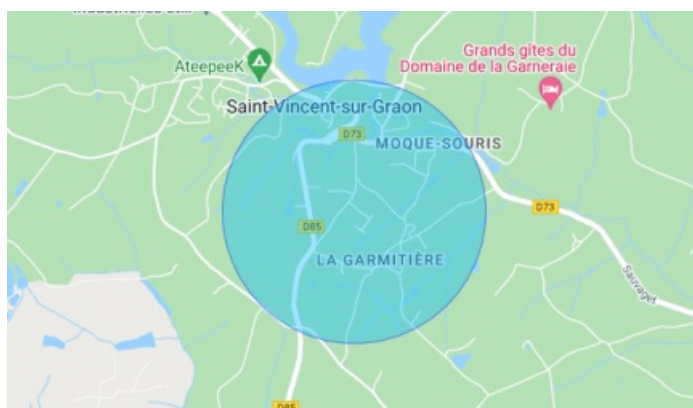 AteepeeK
Grands gîtes du
Domaine de la Garneraie
Saint-Vincent-sur-Graon
D73
MOQUE-SOURIS
D73
D85
LA GARMITIÈRE
Sauvaget
D85